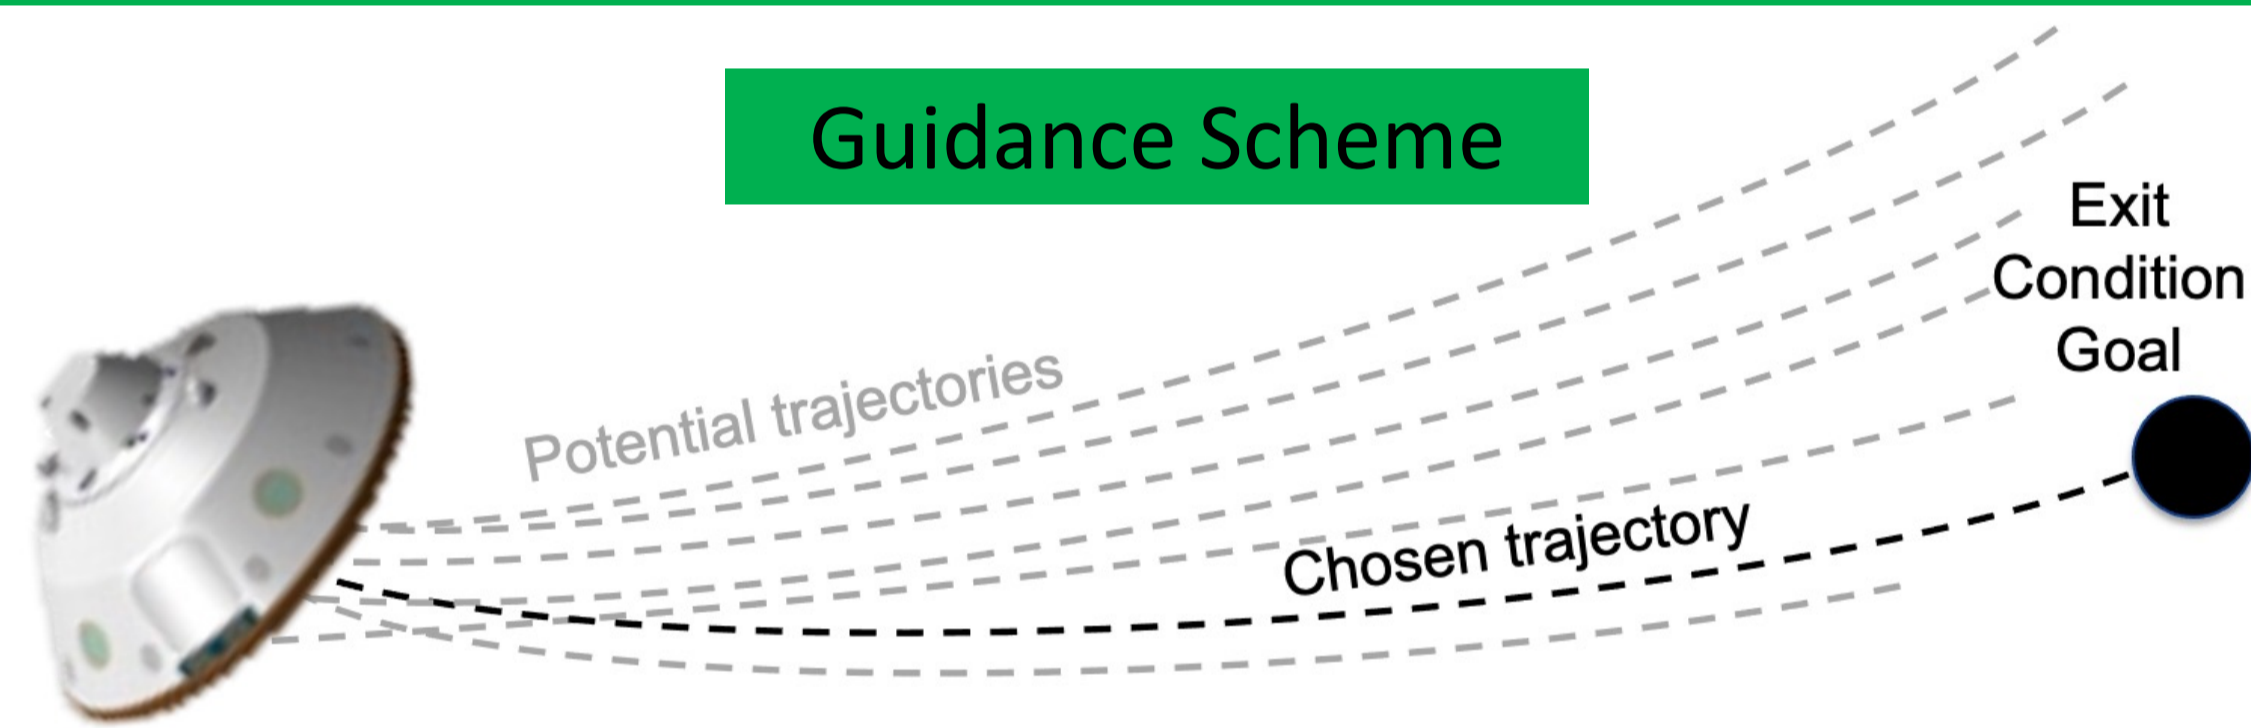 Guidance Scheme
Exit
Condition
Goal
Potential trajectories
Chosen trajectory